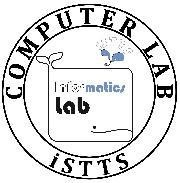 COMPUTER LAB
Informatics
Lab
iSTTS